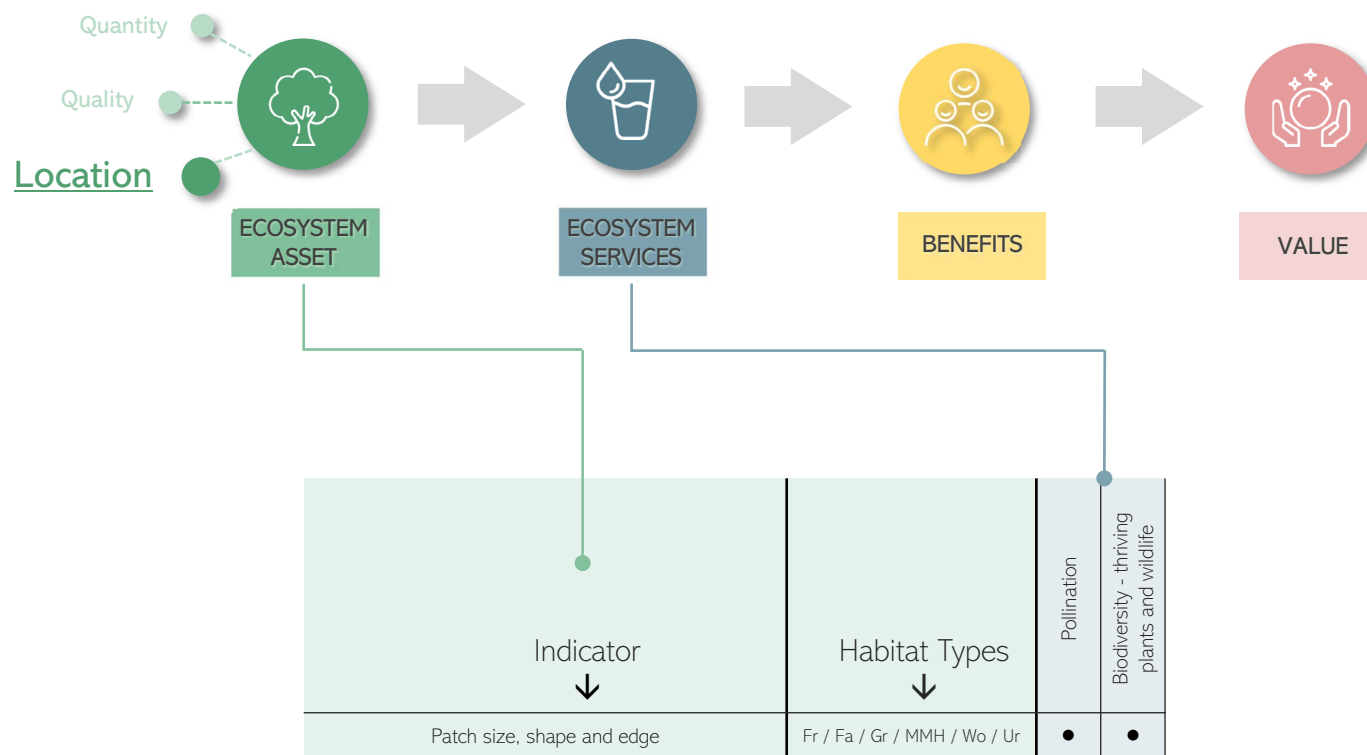 Quantity
Quality
Location
ECOSYSTEM
ASSET
ECOSYSTEM
SERVICES
BENEFITS
VALUE
Indicator
↓
Habitat Types
↓
Pollination
Biodiversity - thriving
plants and wildlife
Patch size, shape and edge
Fr / Fa / Gr / MMH / Wo / Ur
●
●